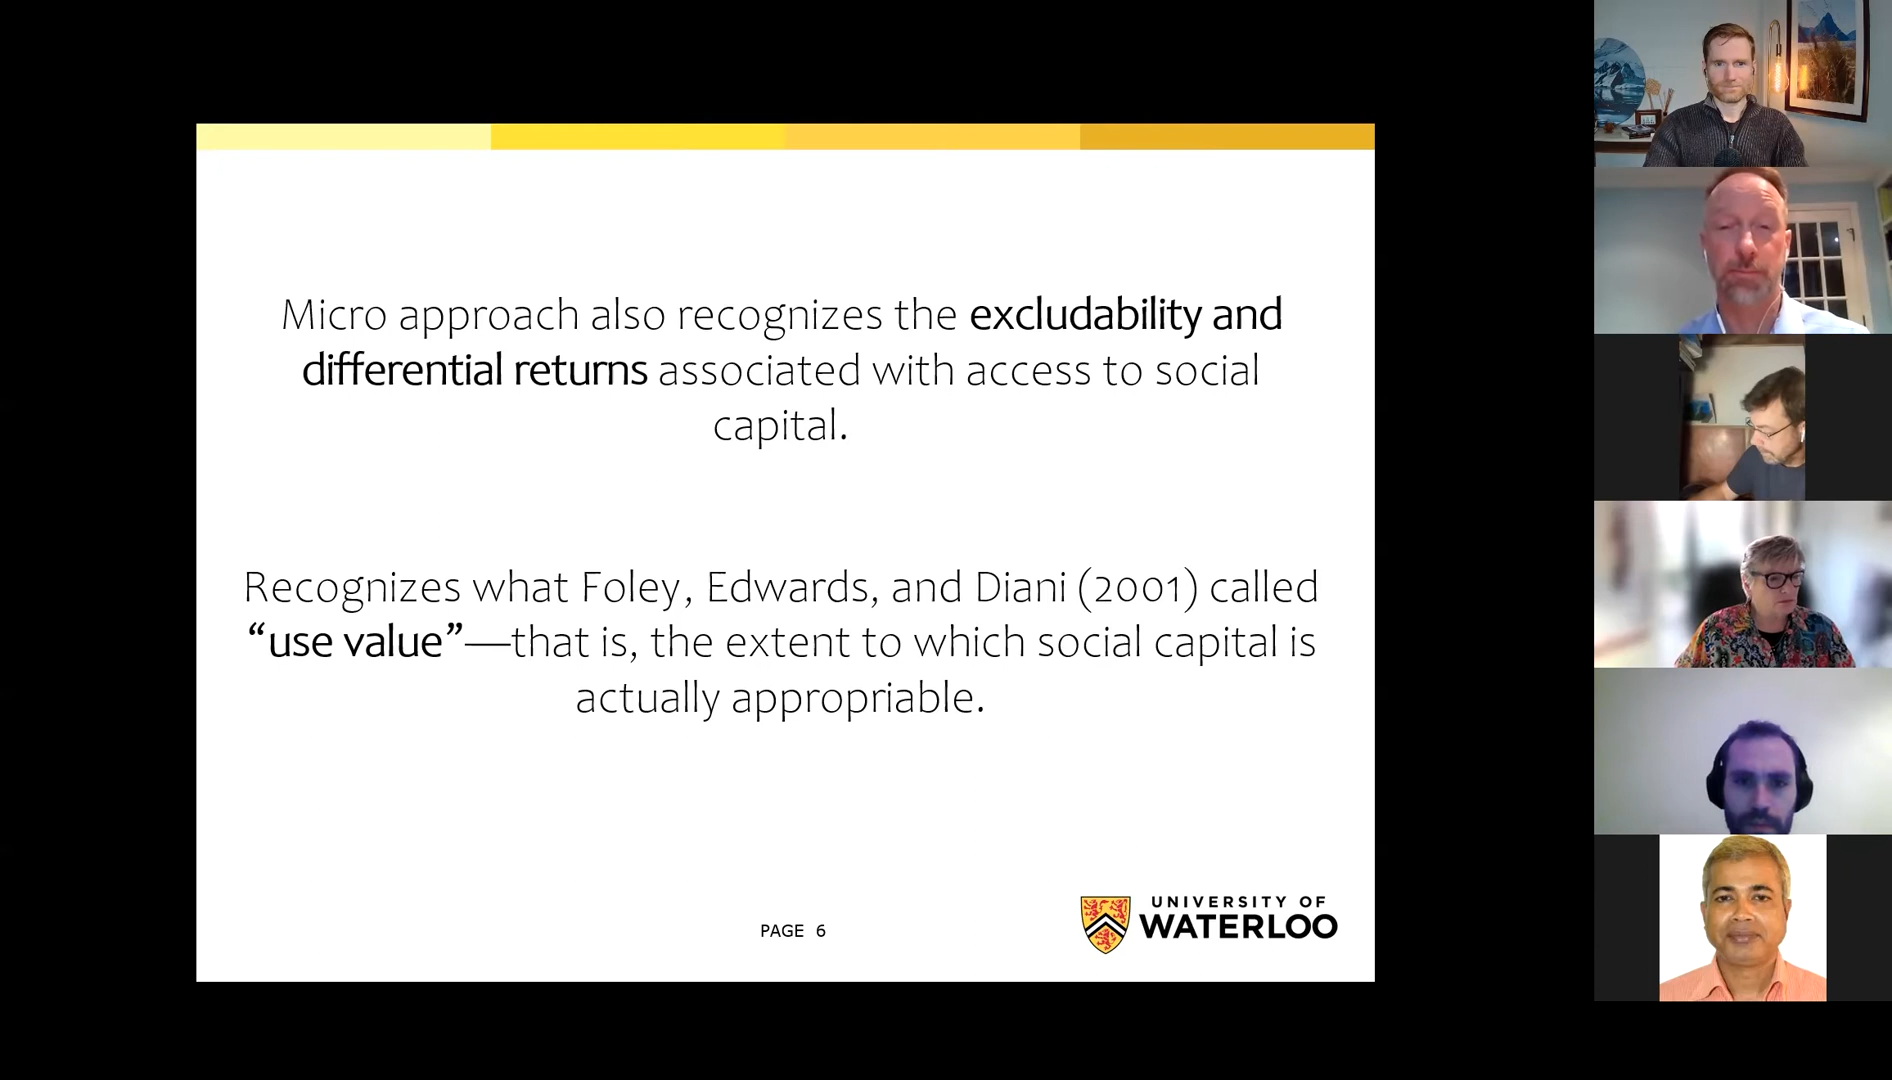 Micro approach also recognizes the excludability and
differential returns associated with access to social
capital.
Recognizes what Foley, Edwards, and Diani (2001) called
“use value”—that is, the extent to which social capital is
actually appropriable.
PAGE 6
UNIVERSITY OF
WATERLOO